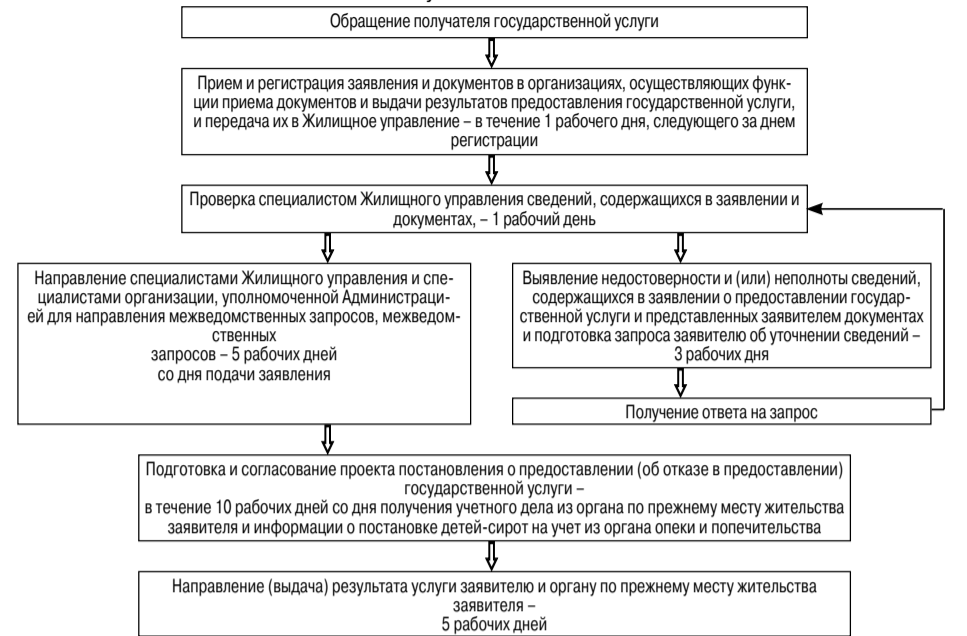 Обращение получателя государственной услуги
Прием и регистрация заявления и документов в организациях, осуществляющих функ-
ции приема документов и выдачи результатов предоставления государственной услуги,
и передача их в Жилищное управление – в течение 1 рабочего дня, следующего за днем
регистрации
Проверка специалистом Жилищного управления сведений, содержащихся в заявлении и
документах, – 1 рабочий день
Направление специалистами Жилищного управления и спе-
циалистами организации, уполномоченной Администраци-
ей для направления межведомственных запросов, межведом-
ственных
запросов – 5 рабочих дней
со дня подачи заявления
Выявление недостоверности и (или) неполноты сведений,
содержащихся в заявлении о предоставлении государ-
ственной услуги и представленных заявителем документах
и подготовка запроса заявителю об уточнении сведений –
3 рабочих дня
Получение ответа на запрос
Подготовка и согласование проекта постановления о предоставлении (об отказе в предоставлении)
государственной услуги –
в течение 10 рабочих дней со дня получения учетного дела из органа по прежнему месту жительства
заявителя и информации о постановке детей-сирот на учет из органа опеки и попечительства
Направление (выдача) результата услуги заявителю и органу по прежнему месту жительства
заявителя –
5 рабочих дней